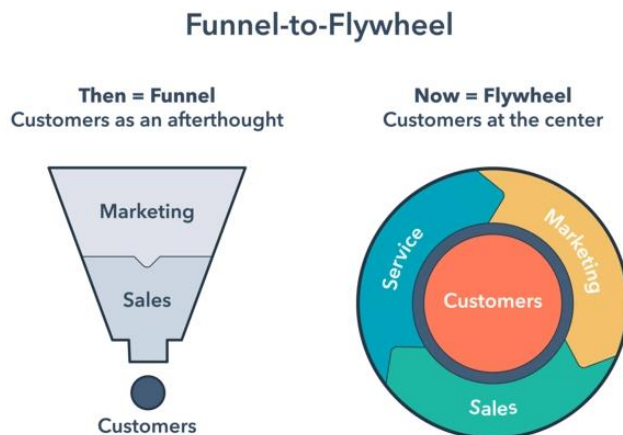 Funnel-to-Flywheel
Then = Funnel
Customers as an afterthought
Marketing
Sales
Customers
Now = Flywheel
Customers at the center
Service
Marketing
Customers
Sales